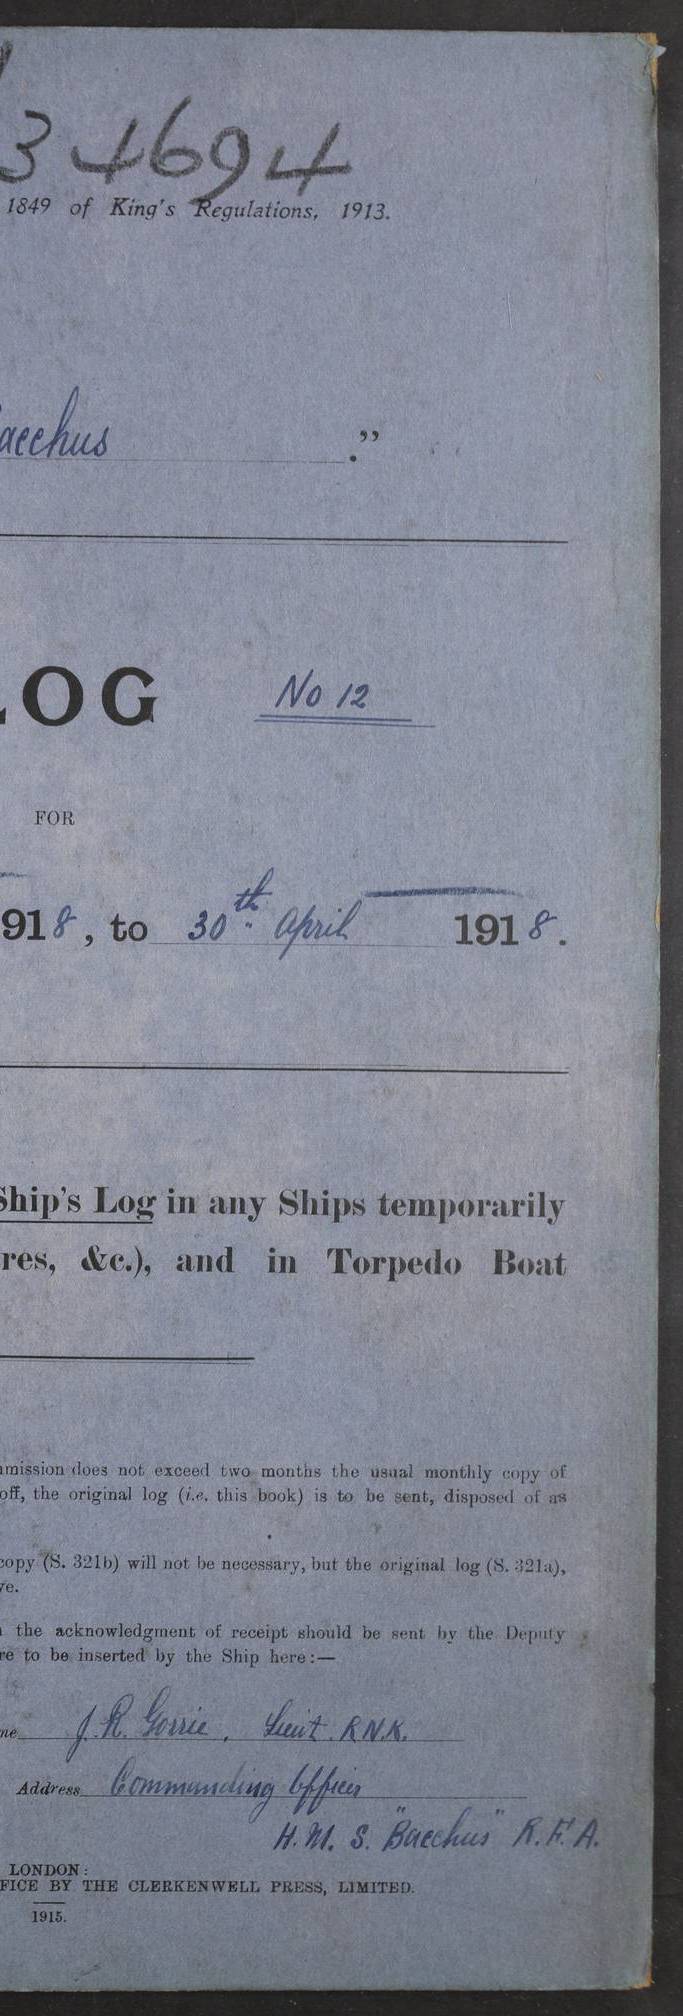 34694
1849 of King's Regulations, 1913.
Bacchus ."
LOG No 12
FOR
1918, to 30th April 1918.
Ship's Log in any Ships temporarily
res, &c.), and in Torpedo Boat
mission does not exceed two months the usual monthly copy of
off, the original log (i.e. this book) is to be sent, disposed of as
copy (S. 321b) will not be necessary, but the original log (S. 321a),
ve.
the acknowledgment of receipt should be sent by the Deputy
re to be inserted by the Ship here:—
me J. R. Gorrie, Lieut. R.N.R.
Address Commanding Officer
H.M.S. "Bacchus" R.F.A.
LONDON:
FICE BY THE CLERKENWELL PRESS, LIMITED.
1915.